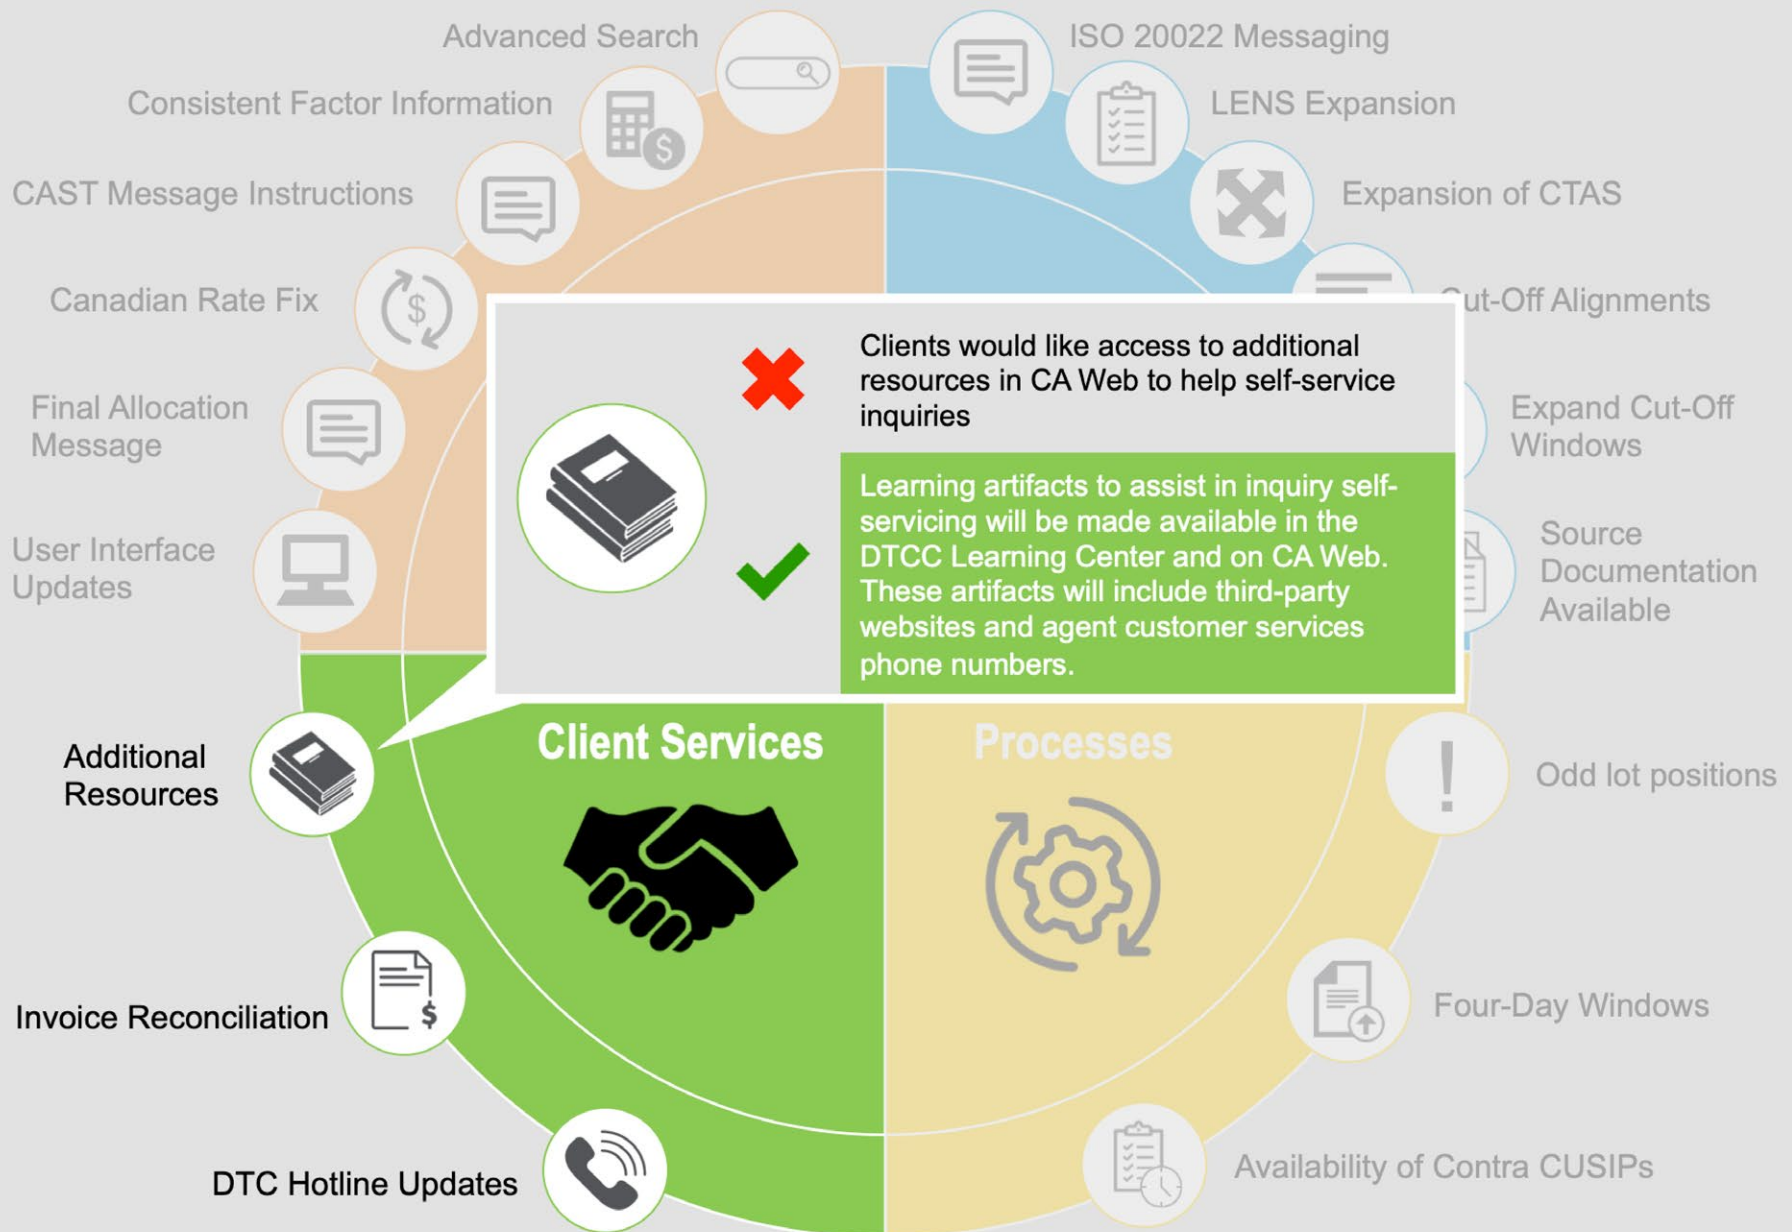 Advanced Search
ISO 20022 Messaging
Consistent Factor Information
LENS Expansion
CAST Message Instructions
Expansion of CTAS
Canadian Rate Fix
Cut-Off Alignments
Final Allocation
Message
Expand Cut-Off
Windows
User Interface
Updates
Source
Documentation
Available
Clients would like access to additional
resources in CA Web to help self-service
inquiries
Learning artifacts to assist in inquiry self-
servicing will be made available in the
DTCC Learning Center and on CA Web.
These artifacts will include third-party
websites and agent customer services
phone numbers.
Client Services
Processes
Additional
Resources
Odd lot positions
Invoice Reconciliation
Four-Day Windows
DTC Hotline Updates
Availability of Contra CUSIPs